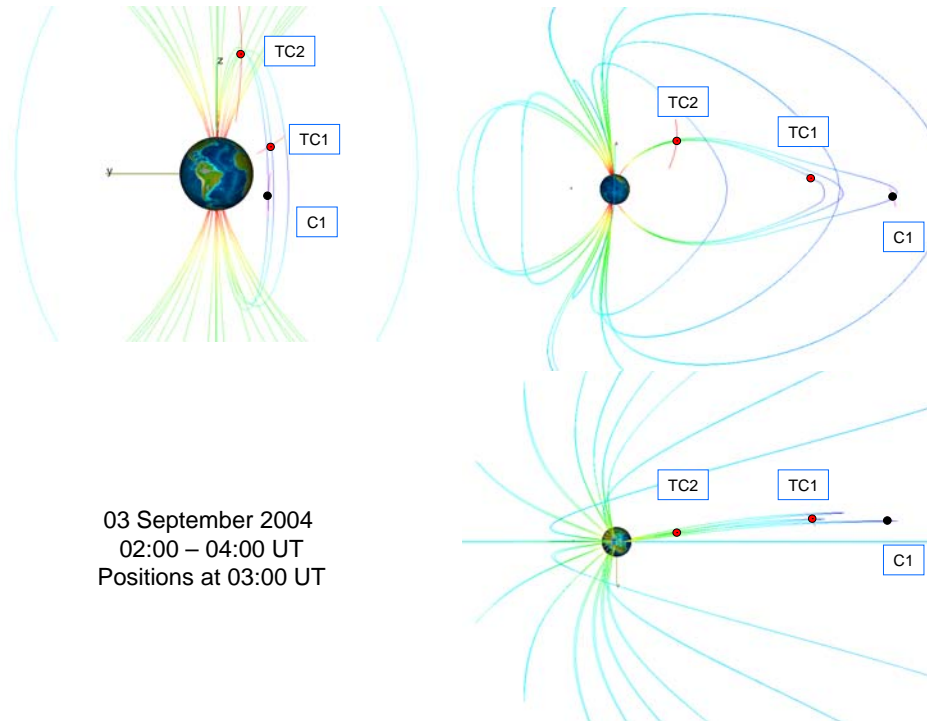 TC2
z
TC1
y
C1
TC2
TC1
C1
TC2
TC1
C1
03 September 2004
02:00 – 04:00 UT
Positions at 03:00 UT